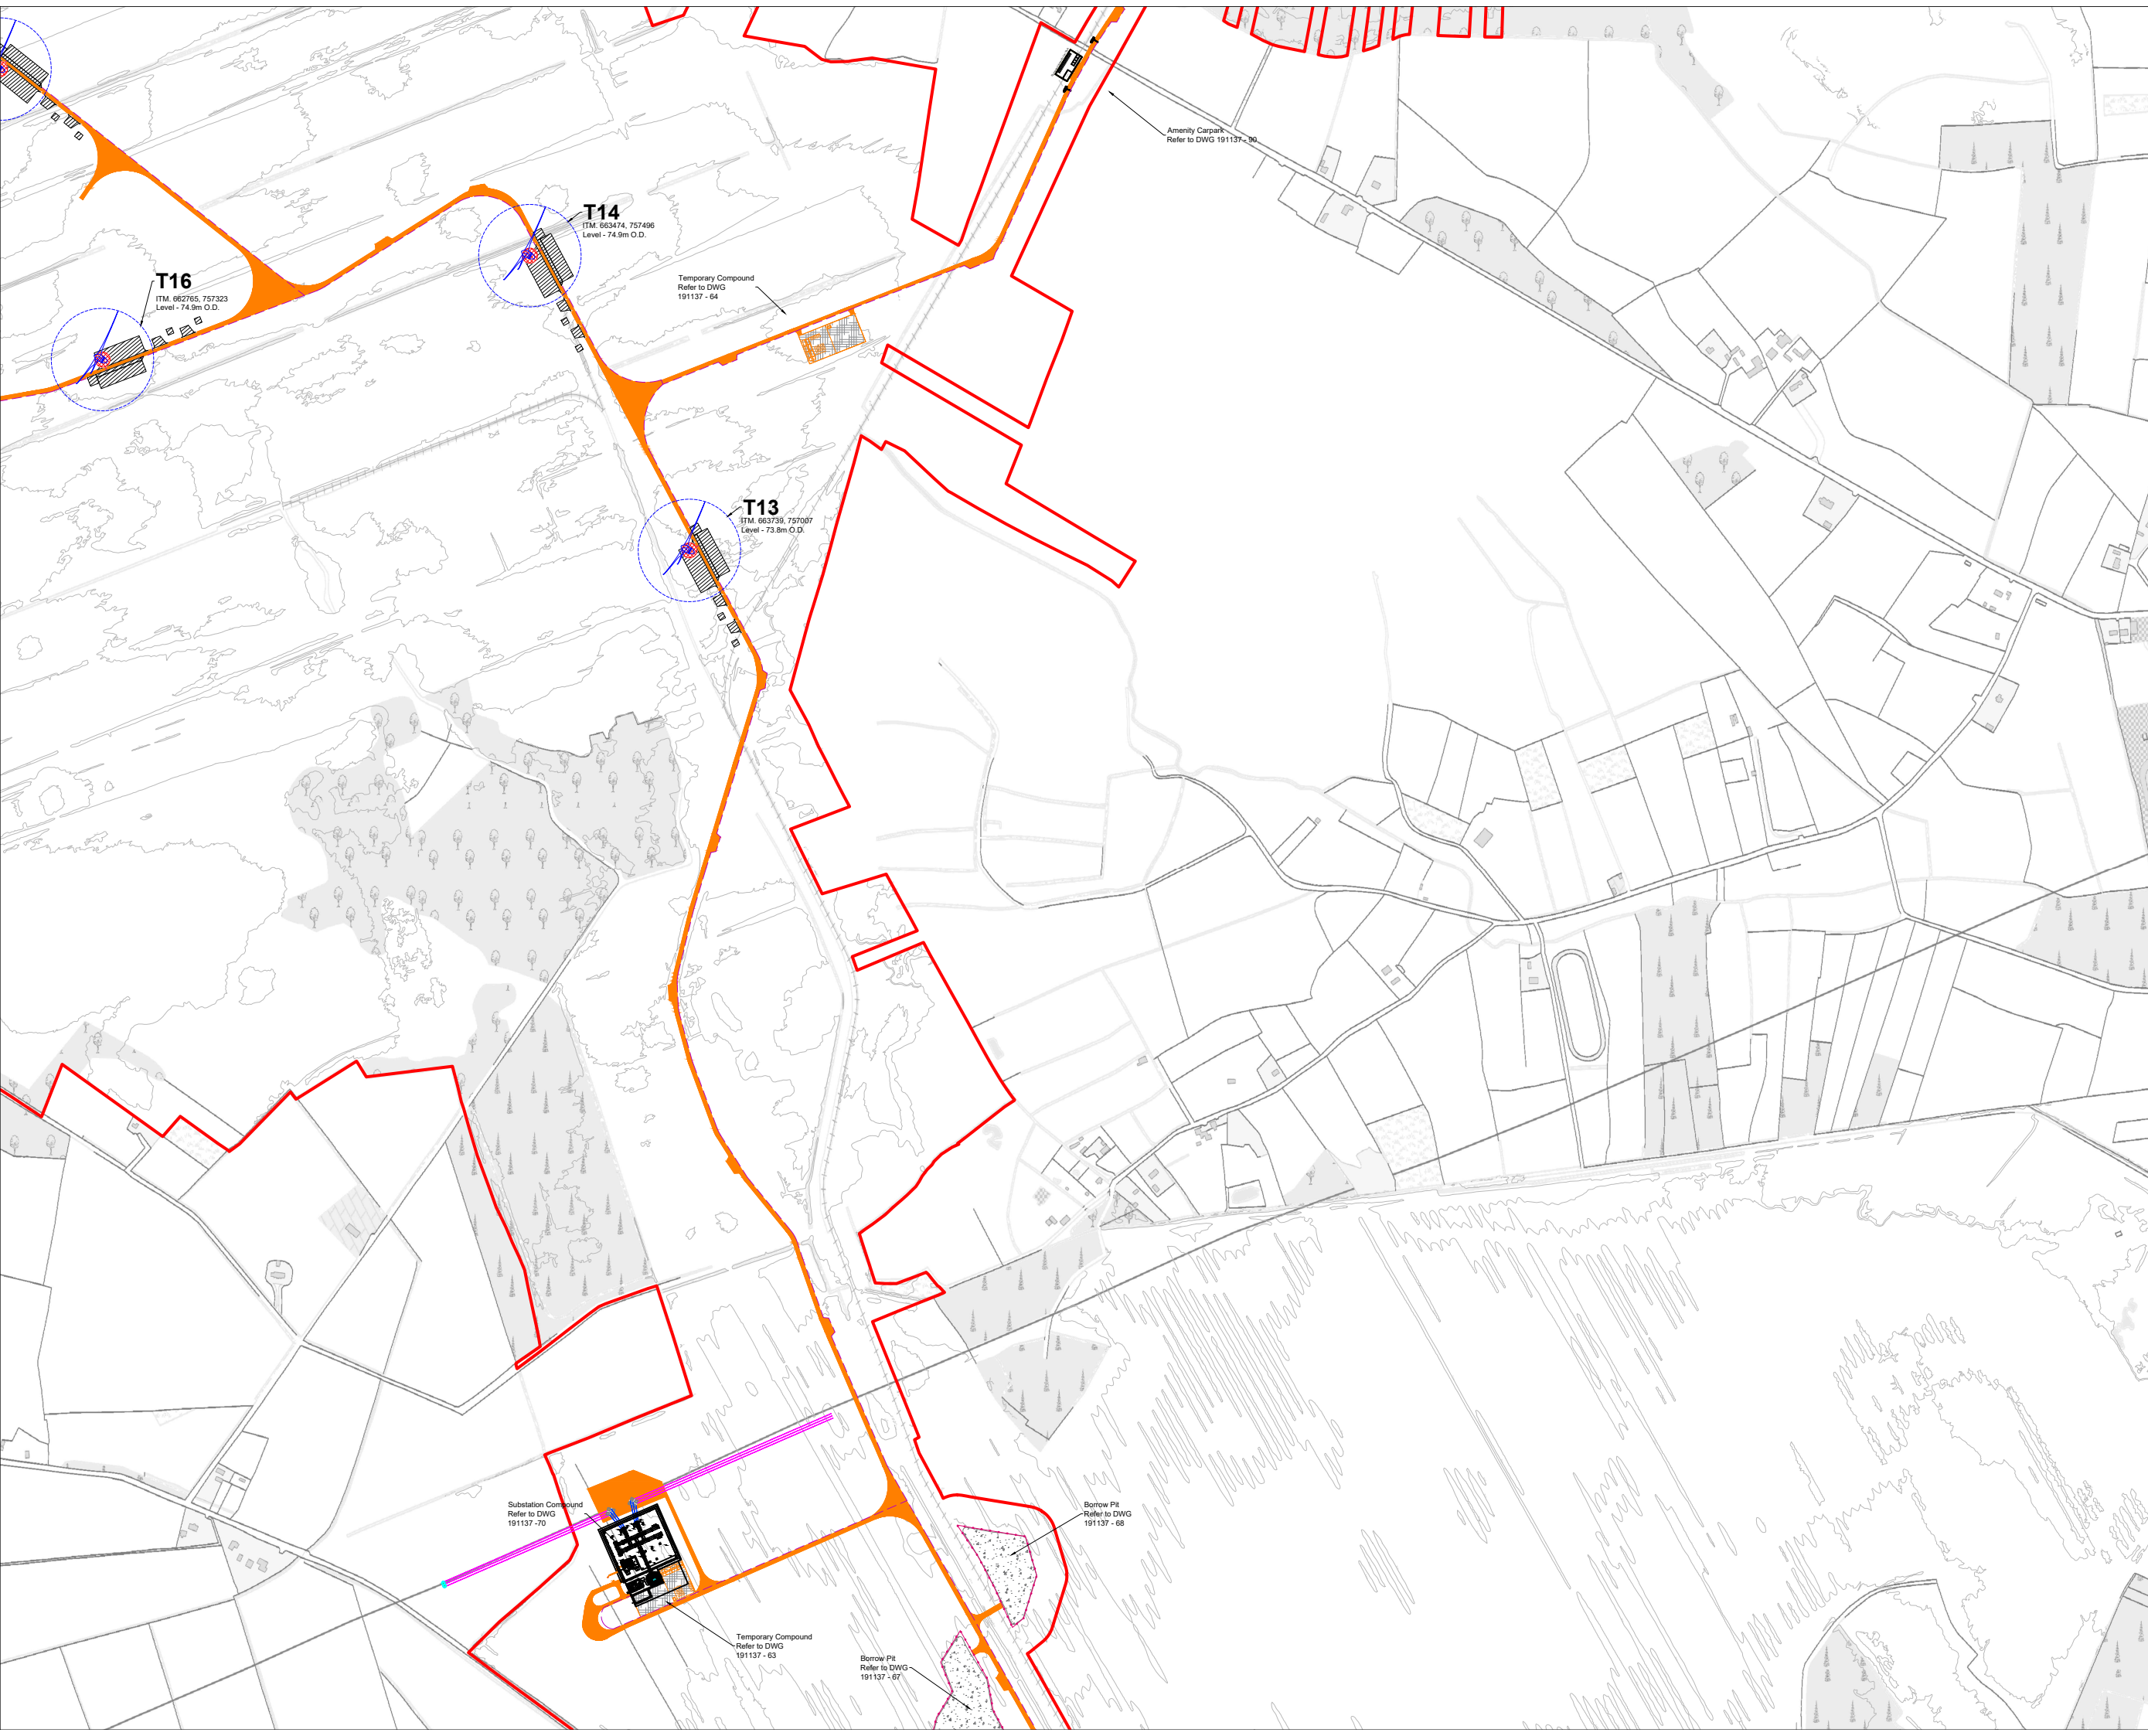 Amenity Carpark
Refer to DWG 191137 - 90
T14
ITM. 663474, 757496
Level - 74.9m O.D.
T16
ITM. 662765, 757323
Level - 74.9m O.D.
Temporary Compound
Refer to DWG
191137 - 64
T13
ITM. 663739, 757007
Level - 73.8m O.D.
Substation Compound
Refer to DWG
191137 -70
Borrow Pit
Refer to DWG
191137 - 68
Temporary Compound
Refer to DWG
191137 - 63
Borrow Pit
Refer to DWG
191137 - 67